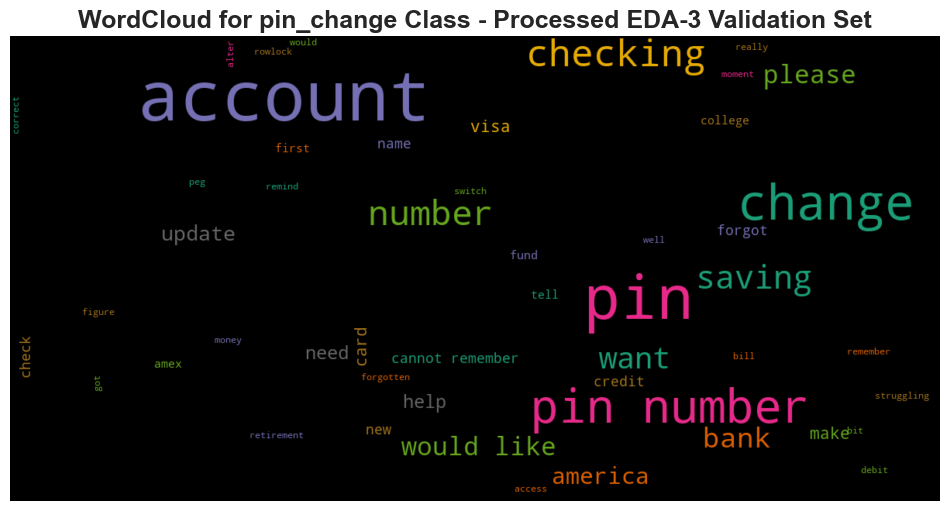 WordCloud for pin_change Class - Processed EDA-3 Validation Set
would
alter
rowlock
checking
really
moment
please
account
correct
visa
college
first
name
peg
remind
switch
change
number
update
forgot
well
fund
saving
tell
pin
figure
money
check
need
card
cannot remember
want
bill
remember
amex
forgotten
got
credit
struggling
help
pin number
new
retirement
would like
bank
make
bit
america
debit
access